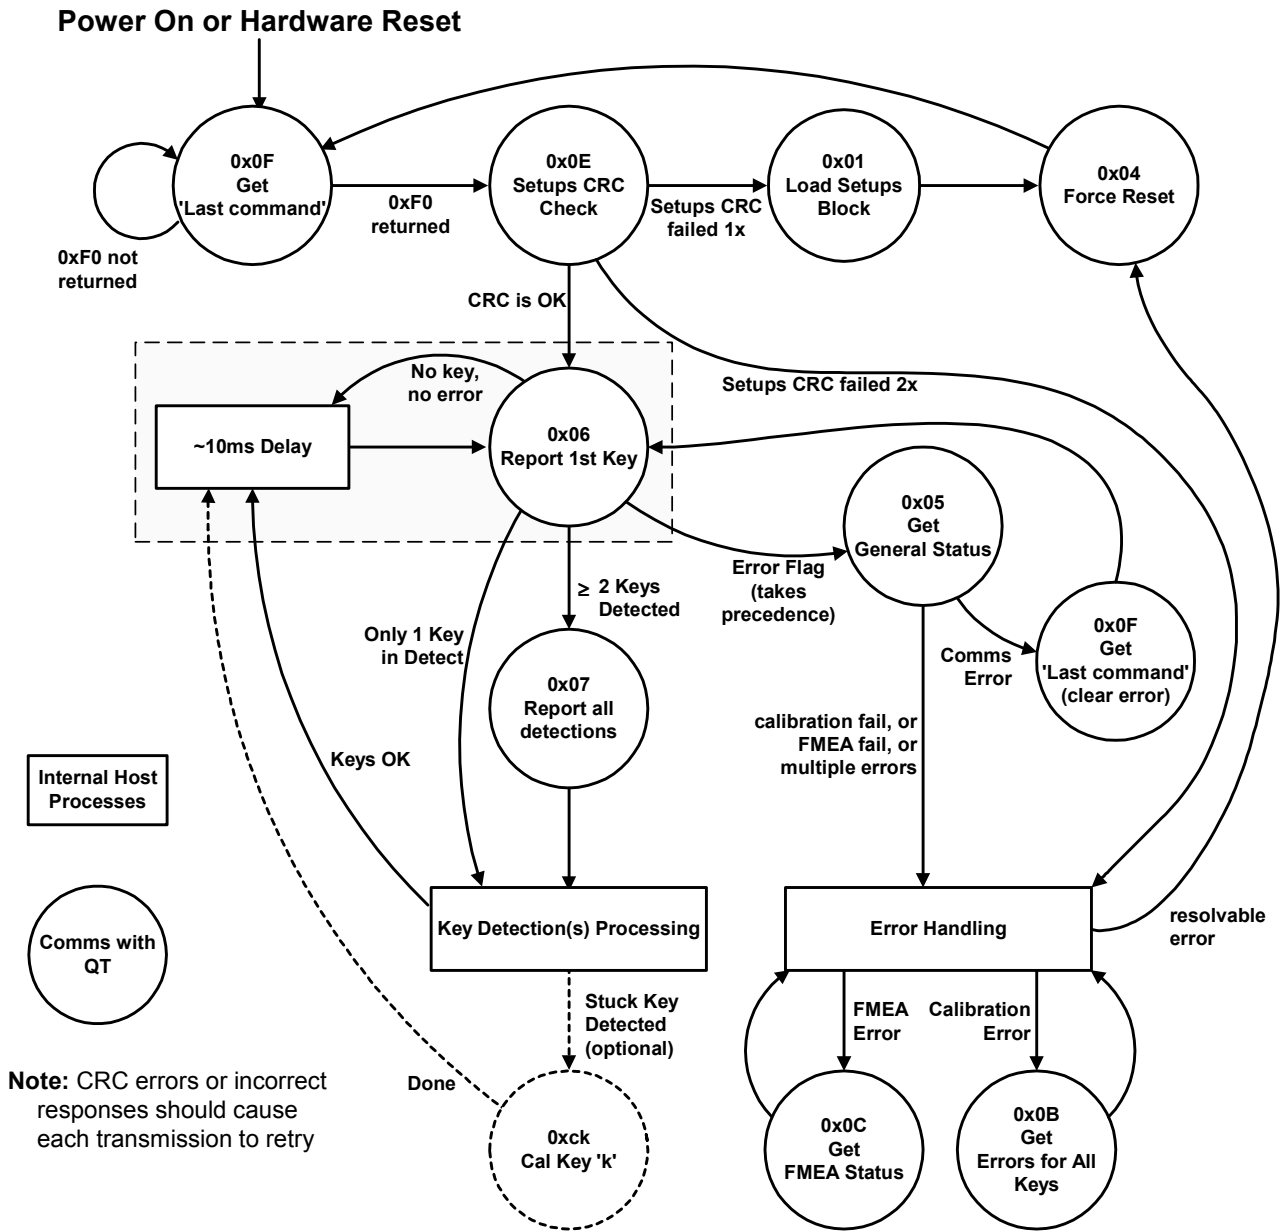 Power On or Hardware Reset
0x0F
Get
'Last command'
0xF0 not
returned
0xF0
returned
0x0E
Setups CRC
Check
Setups CRC
failed 1x
0x01
Load Setups
Block
0x04
Force Reset
CRC is OK
Setups CRC failed 2x
No key,
no error
~10ms Delay
0x06
Report 1st Key
0x05
Get
General Status
Error Flag
(takes
precedence)
≥ 2 Keys
Detected
Only 1 Key
in Detect
0x07
Report all
detections
Comms
Error
0x0F
Get
'Last command'
(clear error)
calibration fail, or
FMEA fail, or
multiple errors
Keys OK
Internal Host
Processes
Key Detection(s) Processing
Error Handling
resolvable
error
Comms with
QT
Stuck Key
Detected
(optional)
FMEA
Error
Calibration
Error
Note: CRC errors or incorrect
responses should cause
each transmission to retry
Done
0xck
Cal Key 'k'
0x0C
Get
FMEA Status
0x0B
Get
Errors for All
Keys